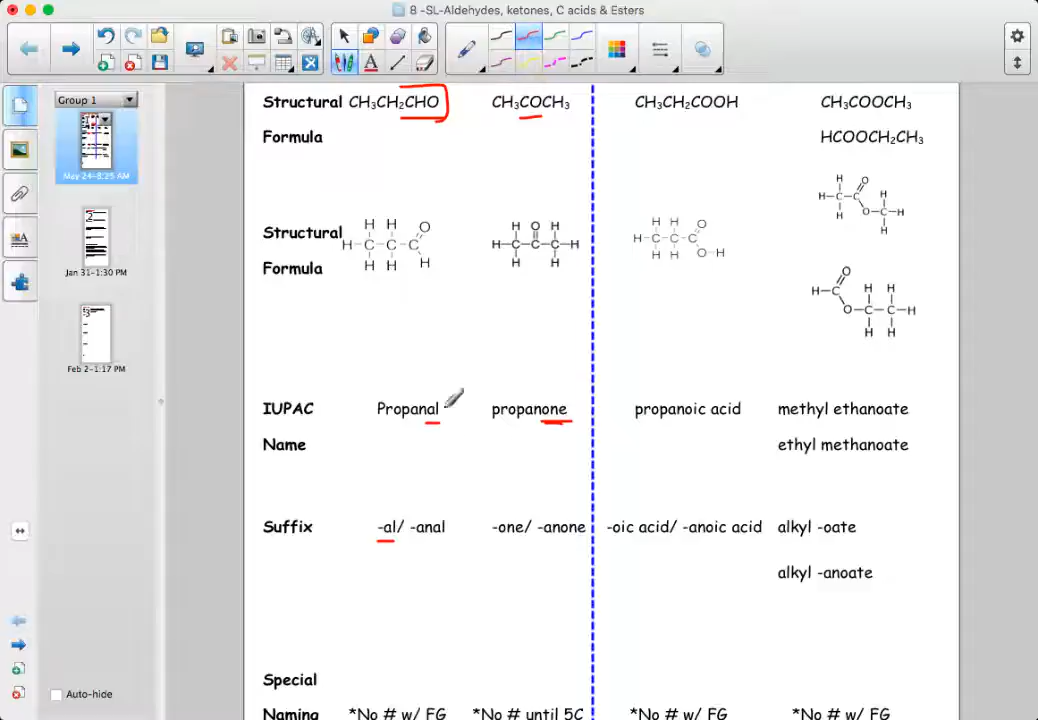 8 -SL-Aldehydes, ketones, C acids & Esters
Group 1
May 24-8:25 AM
2
Jan 31-1:30 PM
Feb 2-1:17 PM
Auto-hide
Structural CH₃CH₂CHO CH₃COCH₃ CH₃CH₂COOH CH₃COOCH₃
Formula HCOOCH₂CH₃
Structural
Formula
H H O
H-C-C-C
H H H
H O H
H-C-C-C-H
H H
H H O
H-C-C-C
H H O-H
H O
H-C-C H
H O-C-H
H
O
H-C H H
O-C-C-H
H H
IUPAC Propanal propanone propanoic acid methyl ethanoate
Name ethyl methanoate
Suffix -al/ -anal -one/ -anone -oic acid/ -anoic acid alkyl -oate
alkyl -anoate
Special
Naming *No # w/ FG *No # until 5C *No # w/ FG *No # w/ FG